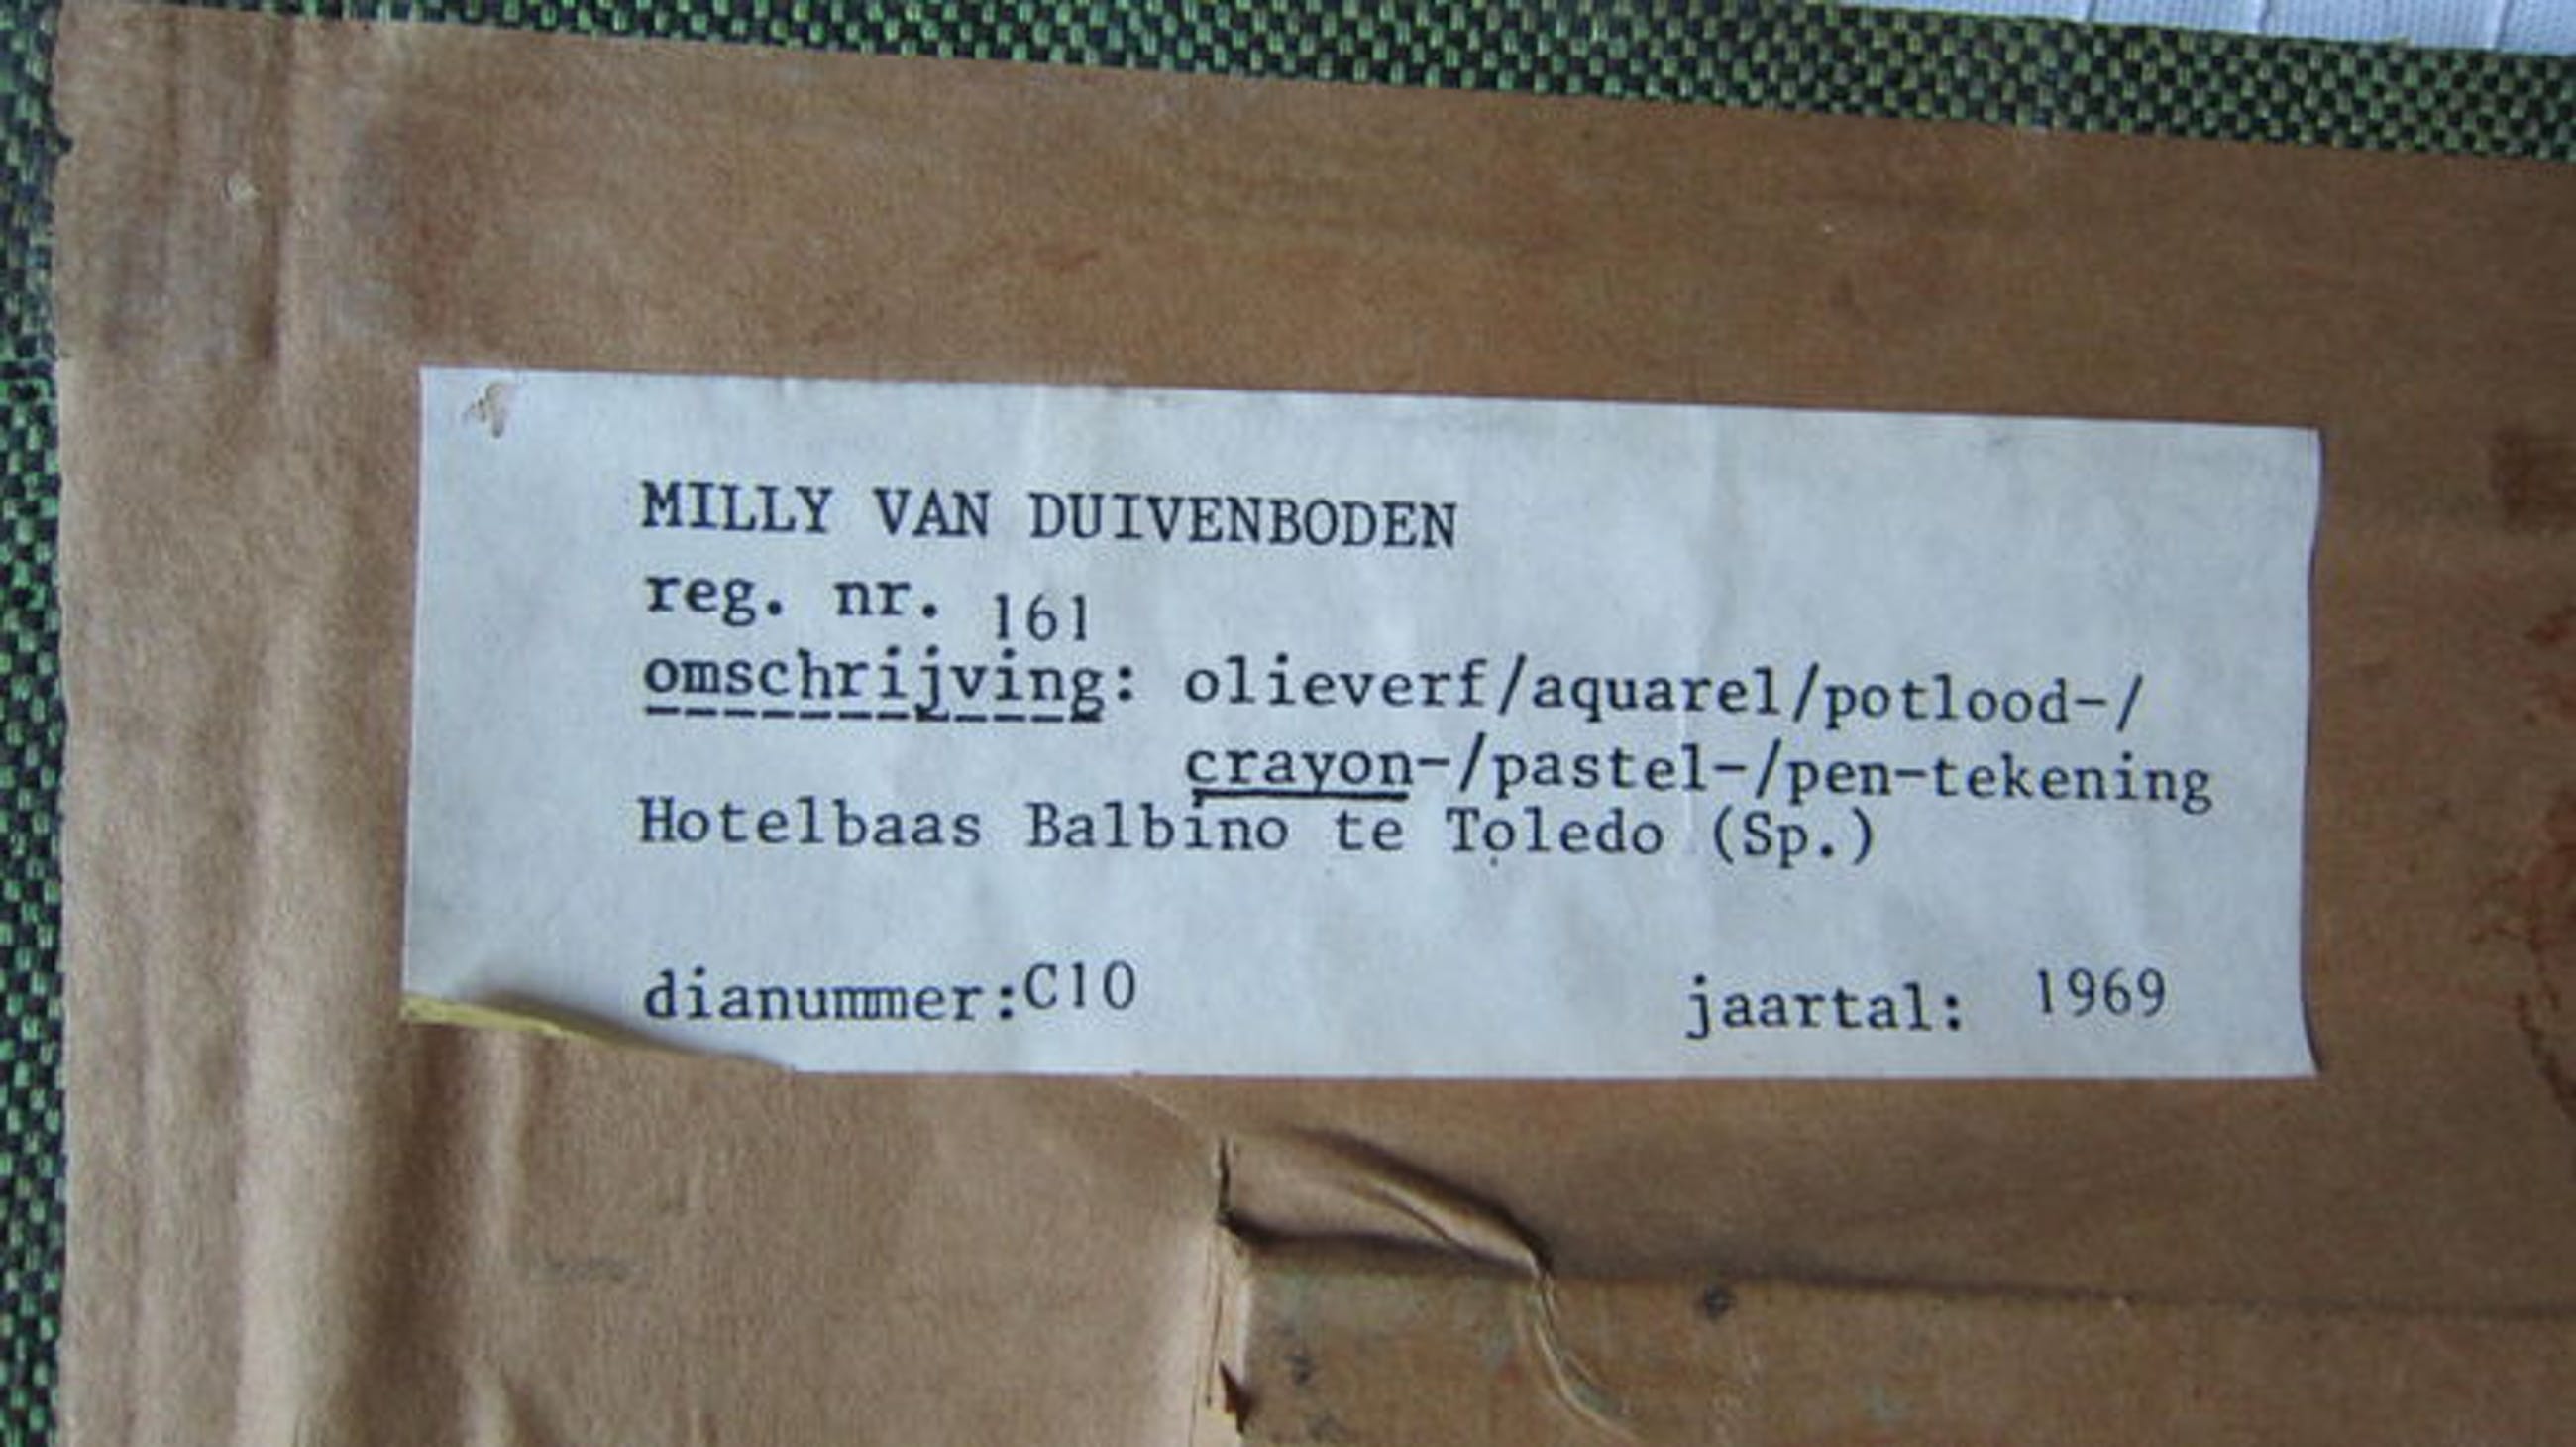 MILLY VAN DUIVENBODEN
reg. nr. 161
omschrijving: olieverf/aquarel/potlood-/
crayon-/pastel-/pen-tekening
Hotelbaas Balbino te Toledo (Sp.)
dianummer:C10 jaartal: 1969